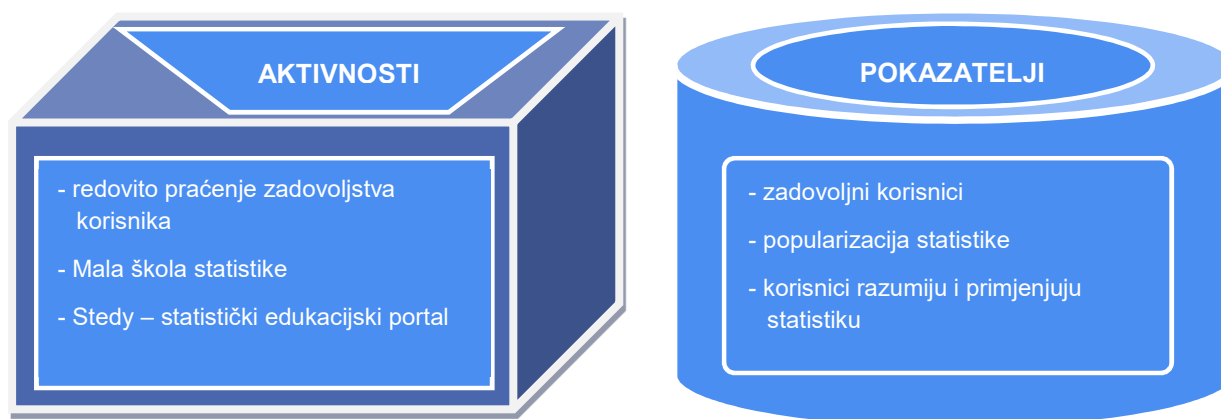 AKTIVNOSTI
- redovito praćenje zadovoljstva
korisnika
- Mala škola statistike
- Stedy – statistički edukacijski portal
POKAZATELJI
- zadovoljni korisnici
- popularizacija statistike
- korisnici razumiju i primjenjuju
statistiku